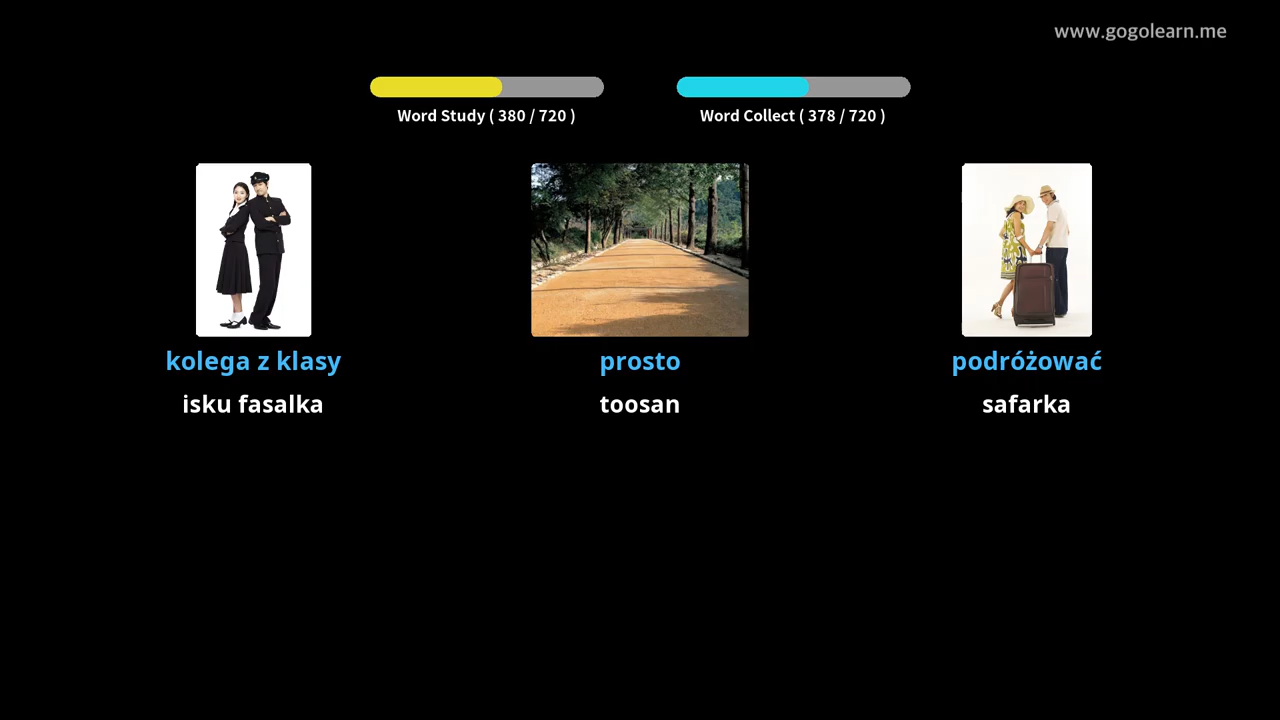 www.gogolearn.me
Word Study ( 380 / 720 )
Word Collect ( 378 / 720 )
kolega z klasy
prosto
podróżować
isku fasalka
toosan
safarka